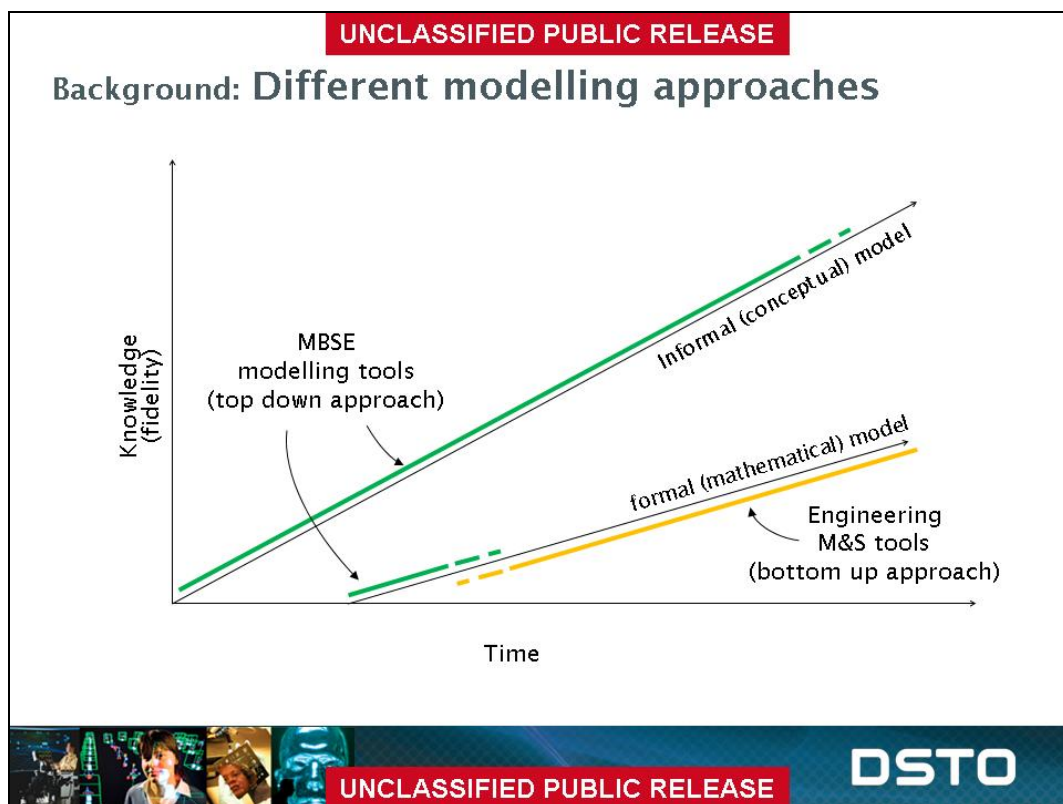 UNCLASSIFIED PUBLIC RELEASE
Background: Different modelling approaches
Knowledge
(fidelity)
MBSE
modelling tools
(top down approach)
Informal (conceptual) model
formal (mathematical) model
Engineering
M&S tools
(bottom up approach)
Time
DSTO
UNCLASSIFIED PUBLIC RELEASE